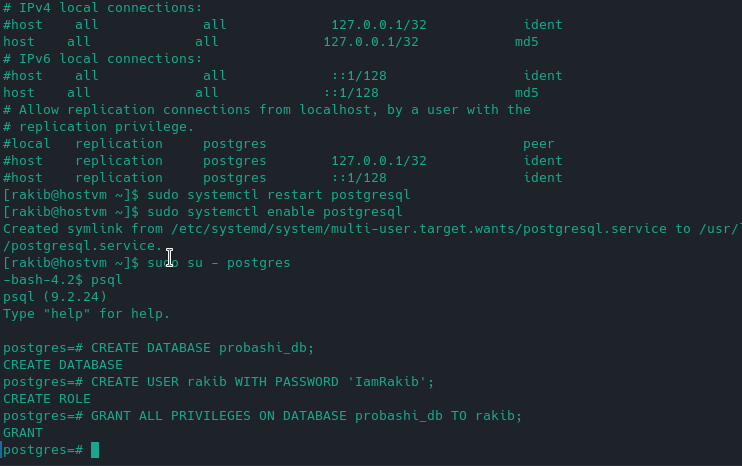 # IPv4 local connections:
#host    all             all             127.0.0.1/32            ident
host    all             all             127.0.0.1/32            md5
# IPv6 local connections:
#host    all             all             ::1/128                 ident
host    all             all             ::1/128                 md5
# Allow replication connections from localhost, by a user with the
# replication privilege.
#local   replication     postgres                                peer
#host    replication     postgres        127.0.0.1/32            ident
#host    replication     postgres        ::1/128                 ident
[rakib@hostvm ~]$ sudo systemctl restart postgresql
[rakib@hostvm ~]$ sudo systemctl enable postgresql
Created symlink from /etc/systemd/system/multi-user.target.wants/postgresql.service to /usr/
/postgresql.service.
[rakib@hostvm ~]$ sudo su - postgres
-bash-4.2$ psql
psql (9.2.24)
Type "help" for help.
postgres=# CREATE DATABASE probashi_db;
CREATE DATABASE
postgres=# CREATE USER rakib WITH PASSWORD 'IamRakib';
CREATE ROLE
postgres=# GRANT ALL PRIVILEGES ON DATABASE probashi_db TO rakib;
GRANT
postgres=#